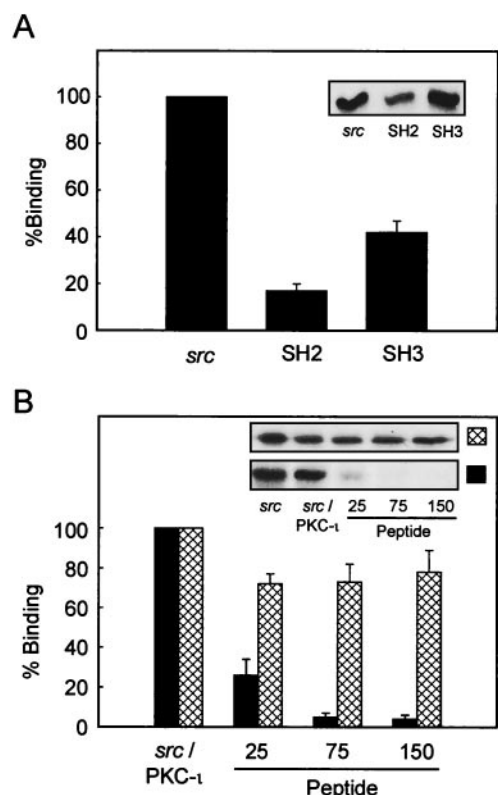 A
100
80
60
40
20
0
%Binding
src SH2 SH3
src SH2 SH3
B
100
80
60
40
20
0
% Binding
src src / PKC-ι 25 75 150
Peptide
src / PKC-ι
25 75 150
Peptide